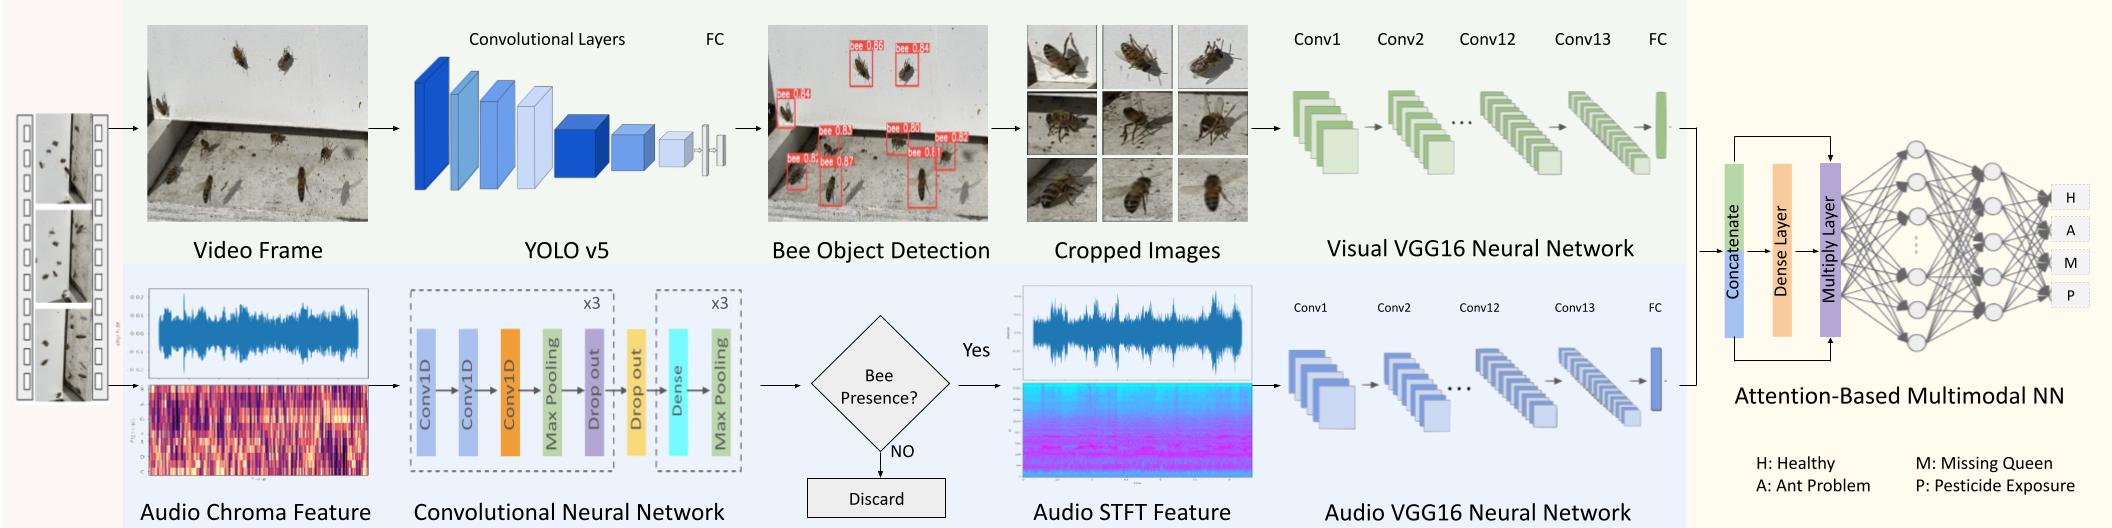 Convolutional Layers FC
bee 0.86
bee 0.84
bee 0.84
bee 0.83
bee 0.80
bee 0.82
bee 0.87
Conv1 Conv2 Conv12 Conv13 FC
Video Frame
YOLO v5
Bee Object Detection
Cropped Images
Visual VGG16 Neural Network
x3
x3
Conv1D
Conv1D
Conv1D
Max Pooling
Drop out
Drop out
Dense
Max Pooling
Bee
Presence?
Yes
NO
Discard
Conv1 Conv2 Conv12 Conv13 FC
Audio Chroma Feature
Convolutional Neural Network
Audio STFT Feature
Audio VGG16 Neural Network
Concatenate
Dense Layer
Multiply Layer
H
A
M
P
Attention-Based Multimodal NN
H: Healthy
A: Ant Problem
M: Missing Queen
P: Pesticide Exposure